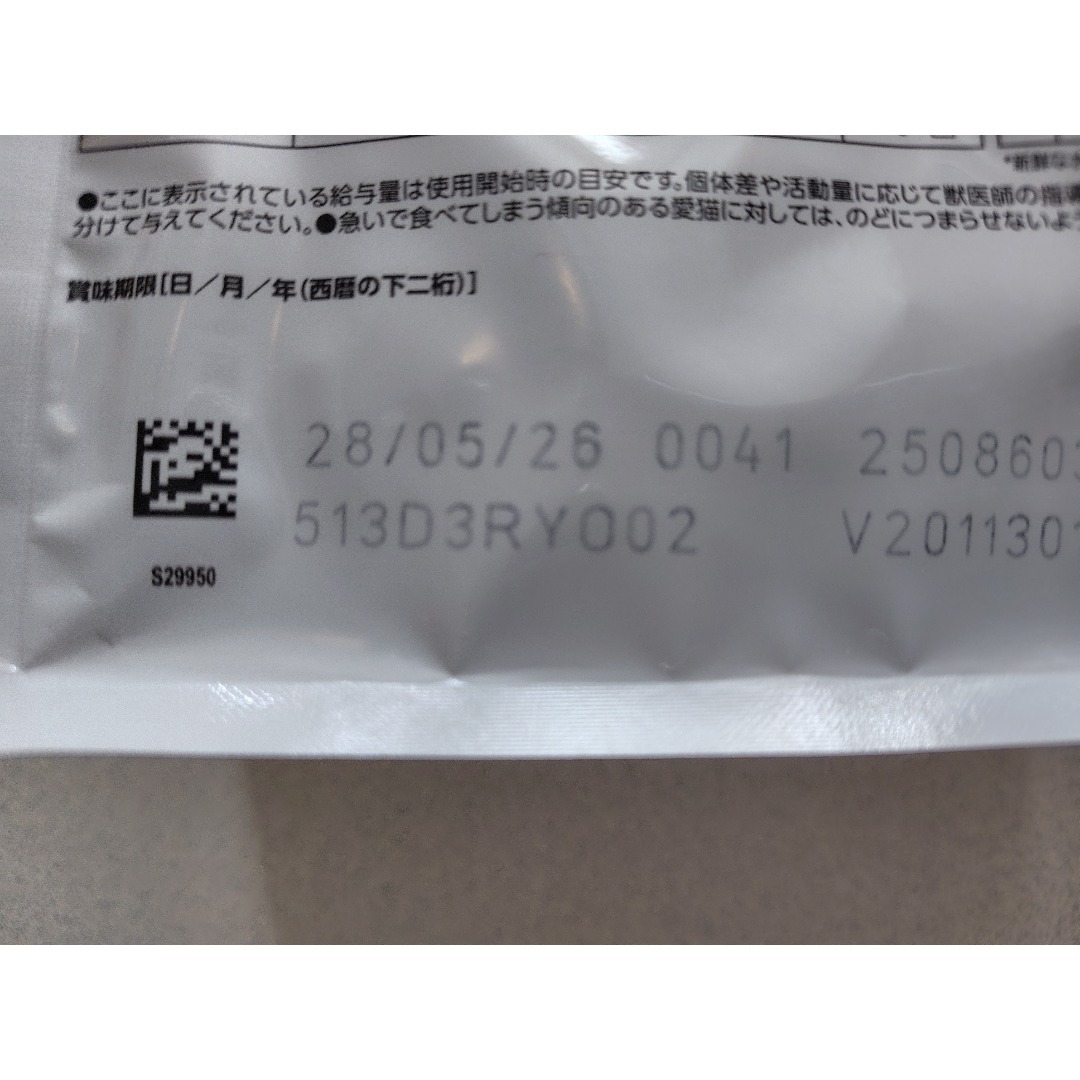 *新鮮な
●ここに表示されている給与量は使用開始時の目安です。個体差や活動量に応じて獣医師の指導
分けて与えてください。●急いで食べてしまう傾向のある愛猫に対しては、のどにつまらせないよう
賞味期限[日/月/年(西暦の下二桁)]
28/05/26 0041 2508603
513D3RY002 V2011301
S29950